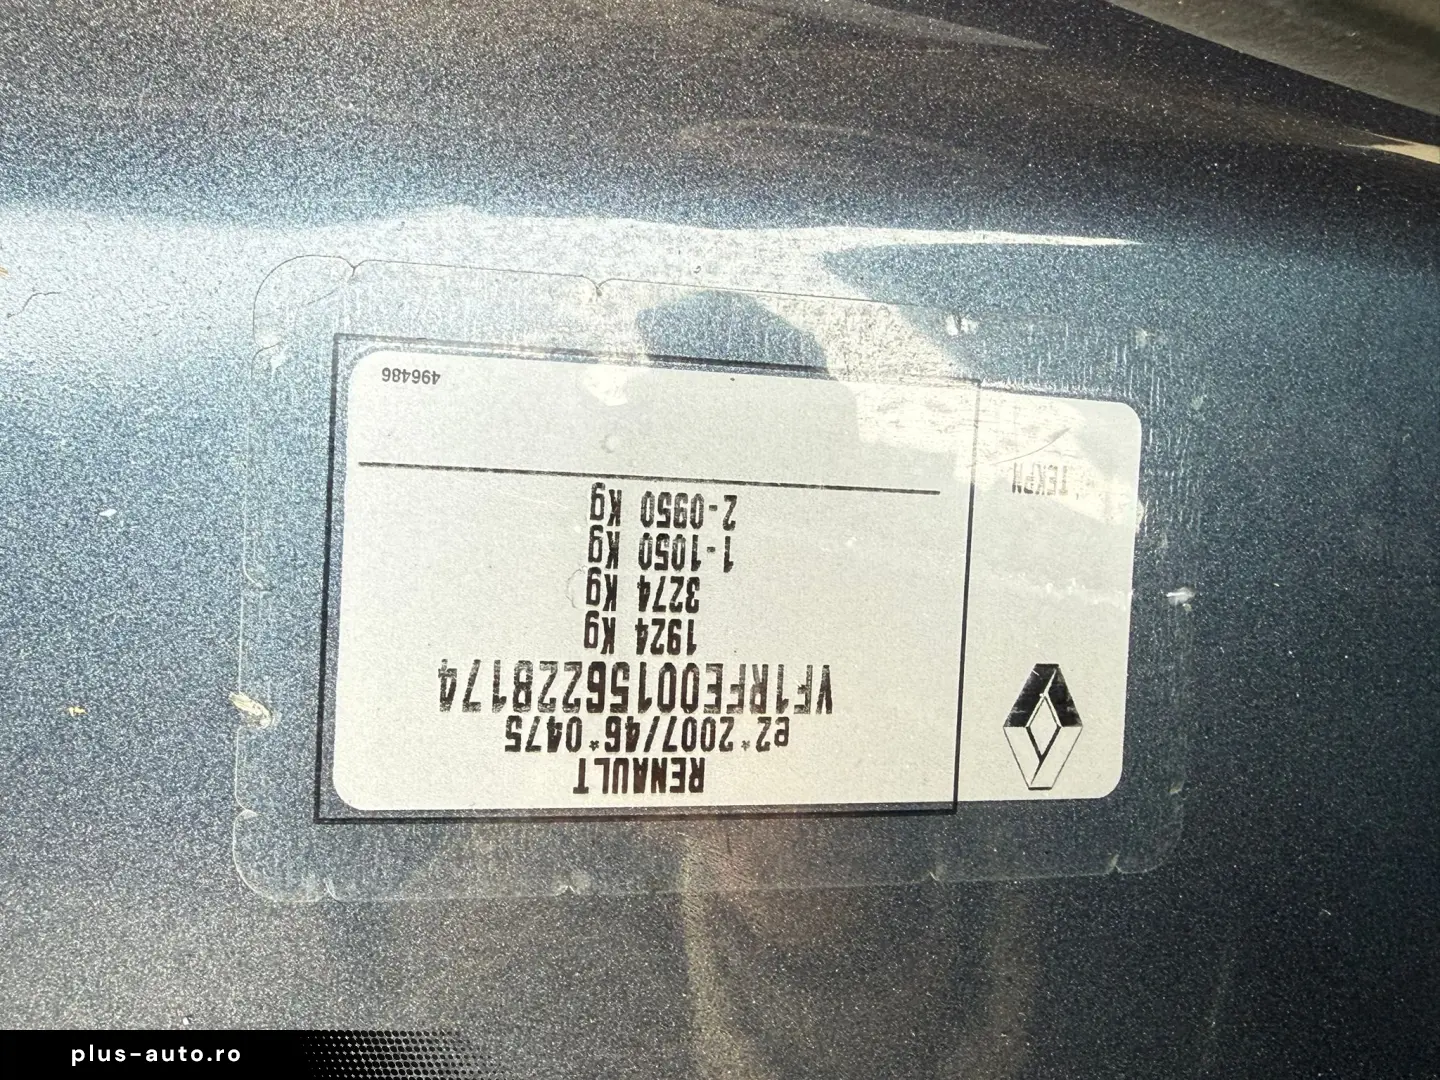 RENAULT
e2*2007/46*0475
VF1RFE00156228174
1924 Kg
3274 Kg
1-1050 Kg
2-0950 Kg
TEKPN
496486
plus-auto.ro